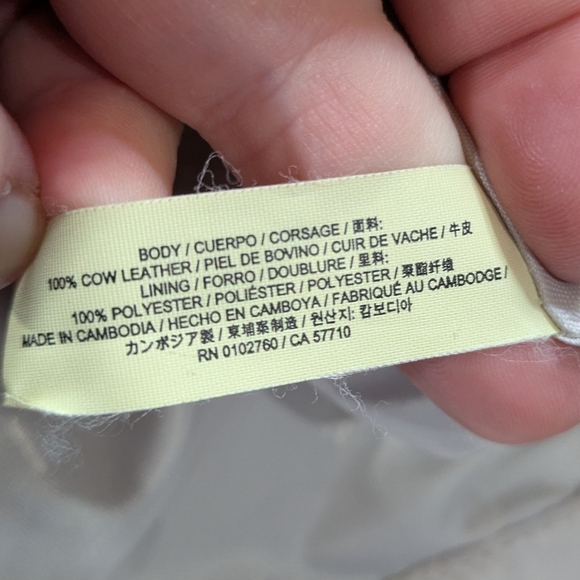 BODY / CUERPO / CORSAGE / 面料:
100% COW LEATHER / PIEL DE BOVINO / CUIR DE VACHE / 牛皮
LINING / FORRO / DOUBLURE / 里料:
100% POLYESTER / POLIÉSTER / POLYESTER / 聚酯纤维
MADE IN CAMBODIA / HECHO EN CAMBOYA / FABRIQUÉ AU CAMBODGE /
カンボジア製 / 柬埔寨制造 / 원산지: 캄보디아
RN 0102760 / CA 57710